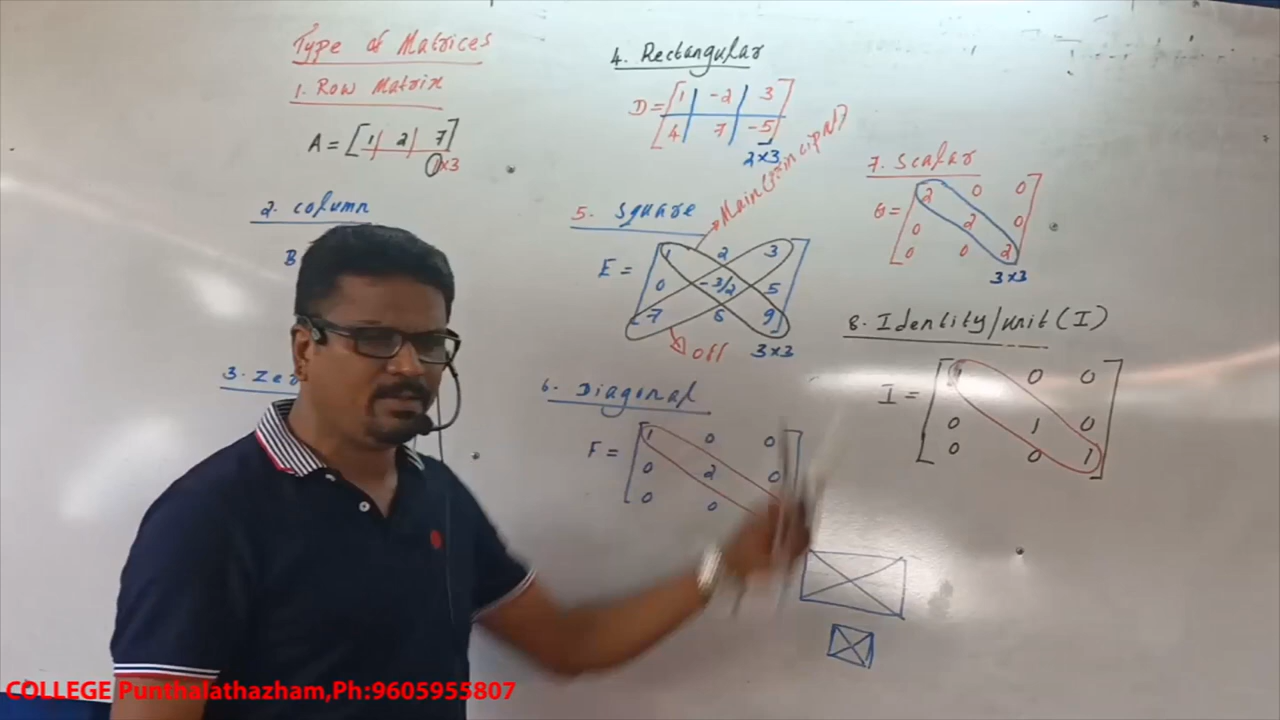 Type of Matrices
1. Row Matrix
A = [1 2 7]
1×3
2. column
B
3. Ze
4. Rectangular
D = [1 -2 3
4 7 -5]
2×3
5. Square
Main(principal)
E = [1 2 3
0 -3/2 5
7 6 9]
off
3×3
6. Diagonal
F = [1 0 0
0 2 0
0 0
7. Scalar
G = [2 0 0
0 2 0
0 0 2]
3×3
8. Identity/unit (I)
I = [1 0 0
0 1 0
0 0 1]
COLLEGE Punthalathazham,Ph:9605955807